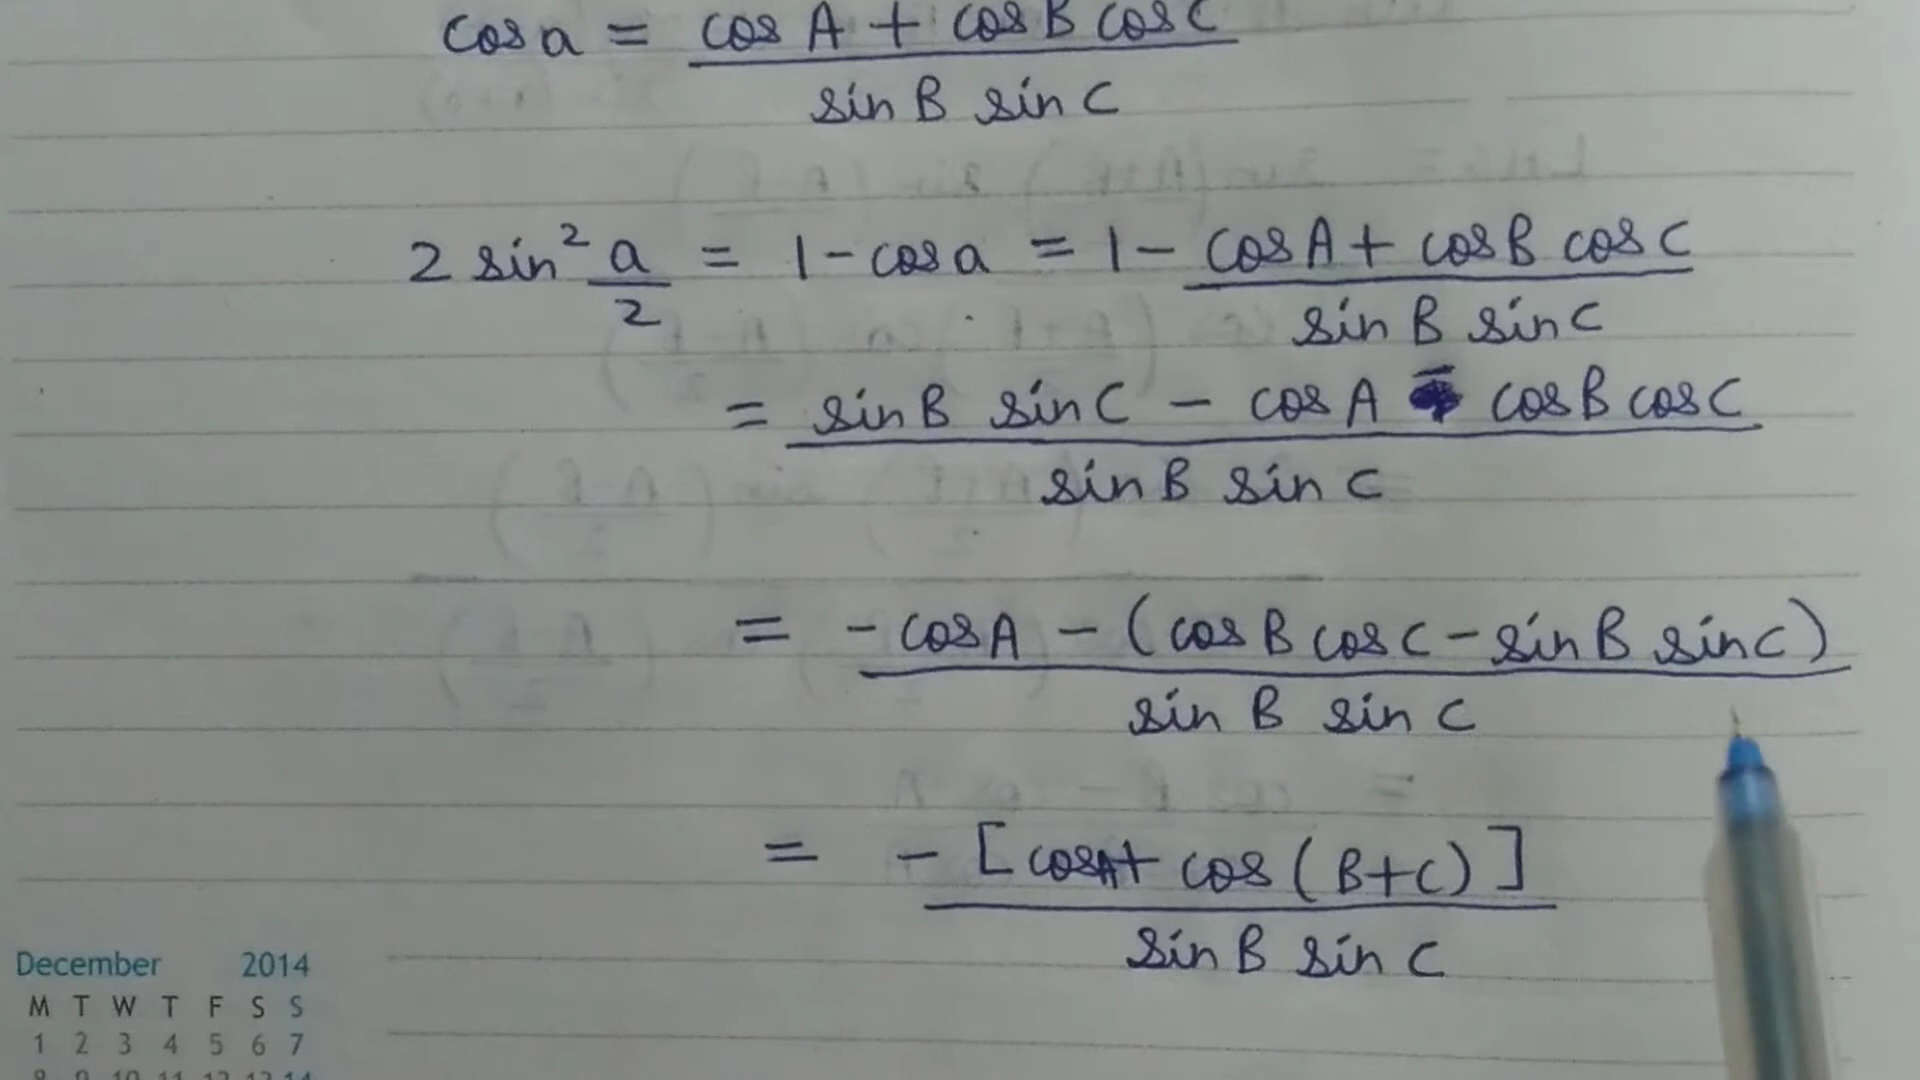 cos a = cos A + cos B cos C
sin B sin C
2 sin² a/2 = 1 - cos a = 1 - cos A + cos B cos C
sin B sin C
= sin B sin C - cos A - cos B cos C
sin B sin C
= - cos A - (cos B cos C - sin B sin C)
sin B sin C
= - [cos A + cos (B + C)]
sin B sin C
December 2014
M T W T F S S
1 2 3 4 5 6 7